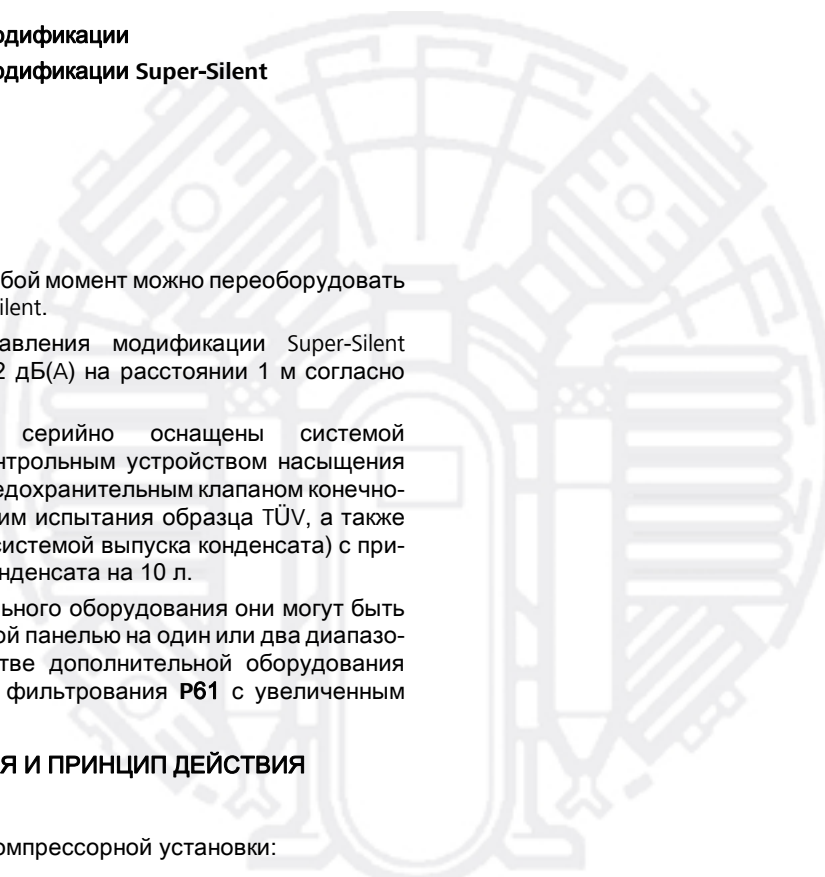 одификации
одификации Super-Silent
бой момент можно переоборудовать
ilent.
авления модификации Super-Silent
2 дБ(A) на расстоянии 1 м согласно
серийно оснащены системой
нтрольным устройством насыщения
едохранительным клапаном конечно-
им испытания образца TÜV, а также
системой выпуска конденсата) с при-
нденсата на 10 л.
ьного оборудования они могут быть
ой панелью на один или два диапазо-
стве дополнительной оборудования
фильтрования P61 с увеличенным
Я И ПРИНЦИП ДЕЙСТВИЯ
омпрессорной установки: